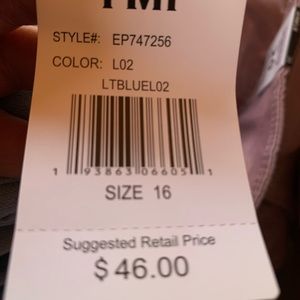 STYLE#: EP747256
COLOR: L02
LTBLUEL02
1 93863 06605 1
SIZE 16
Suggested Retail Price
$46.00